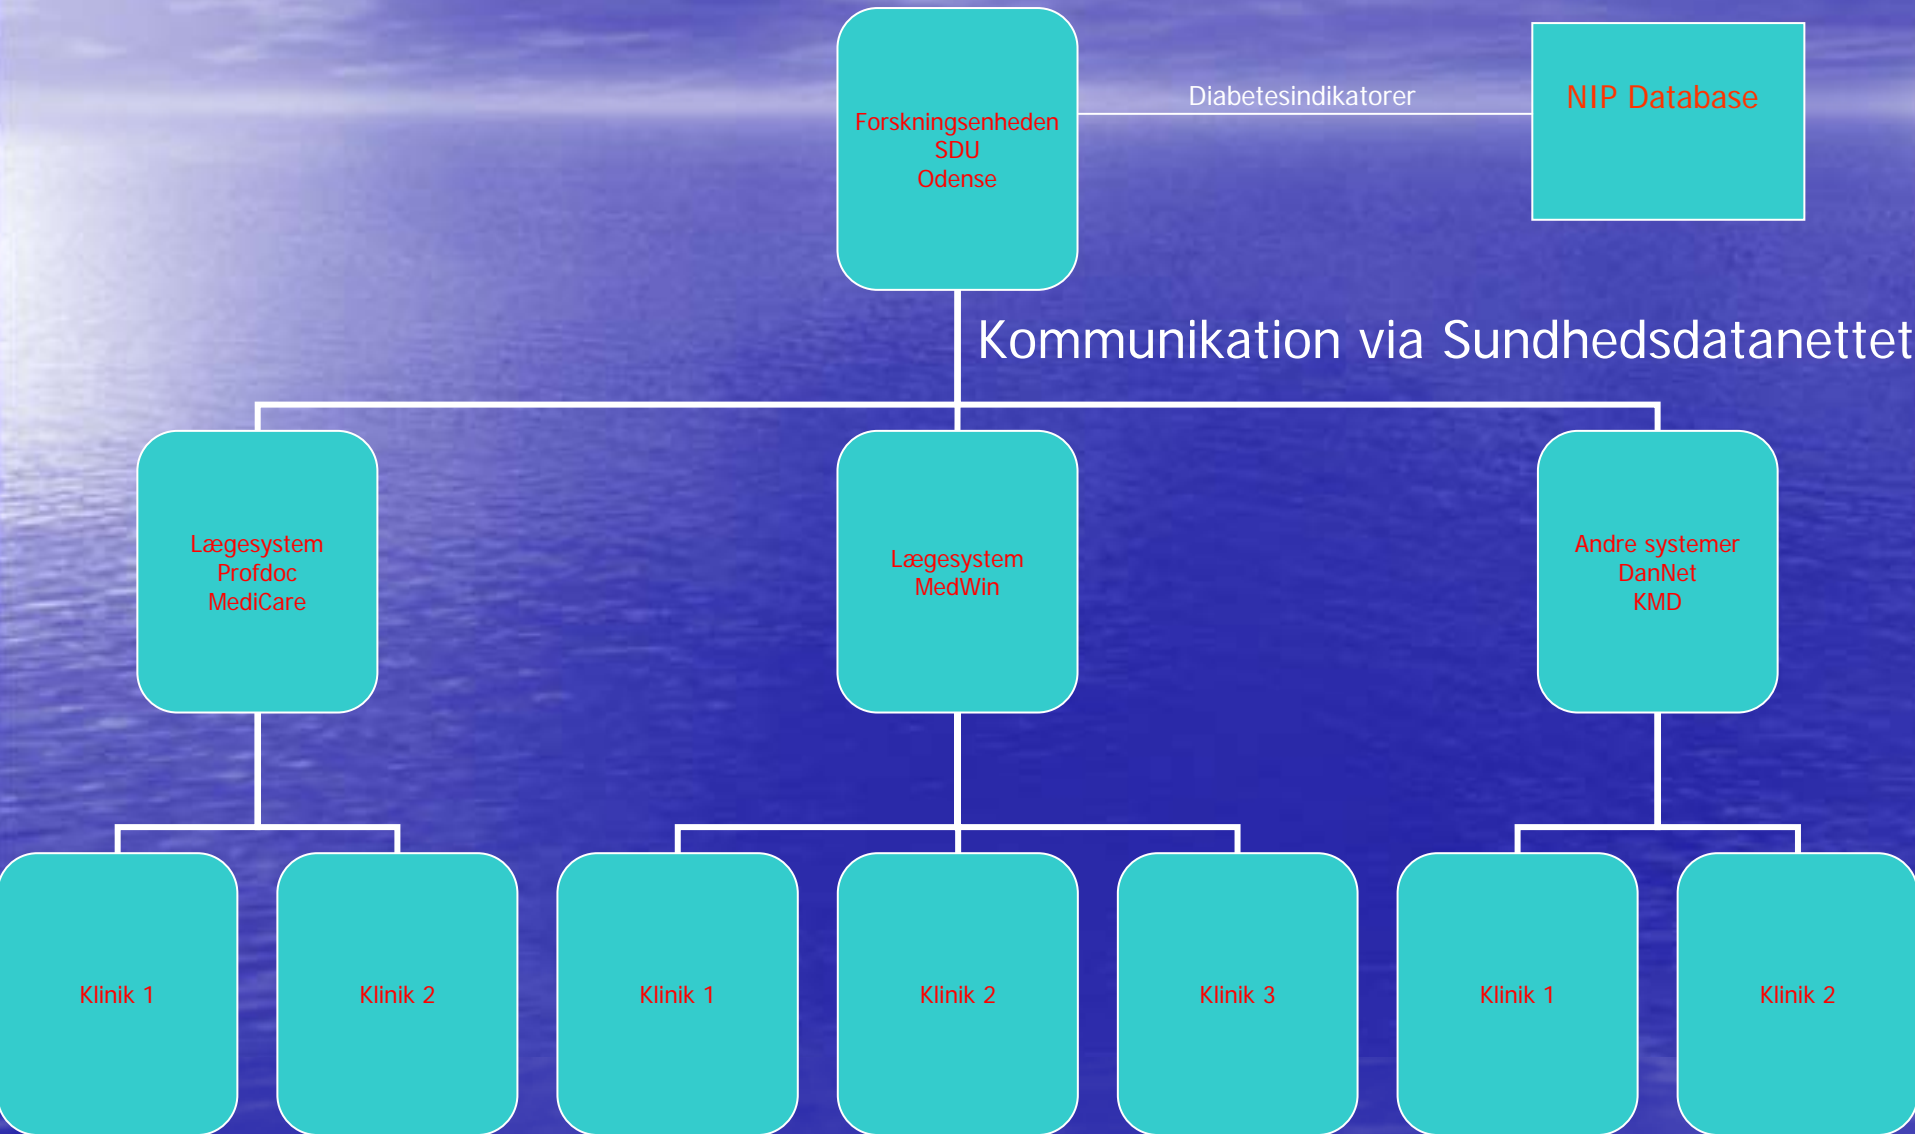 Forskningsenheden
SDU
Odense
Diabetesindikatorer
NIP Database
Kommunikation via Sundhedsdatanettet
Lægesystem
Profdoc
MediCare
Lægesystem
MedWin
Andre systemer
DanNet
KMD
Klinik 1
Klinik 2
Klinik 1
Klinik 2
Klinik 3
Klinik 1
Klinik 2